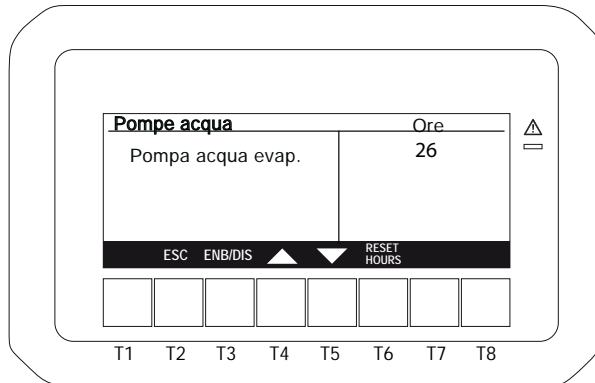 Pompe acqua Ore
Pompa acqua evap. 26
ESC ENB/DIS RESET HOURS
T1 T2 T3 T4 T5 T6 T7 T8